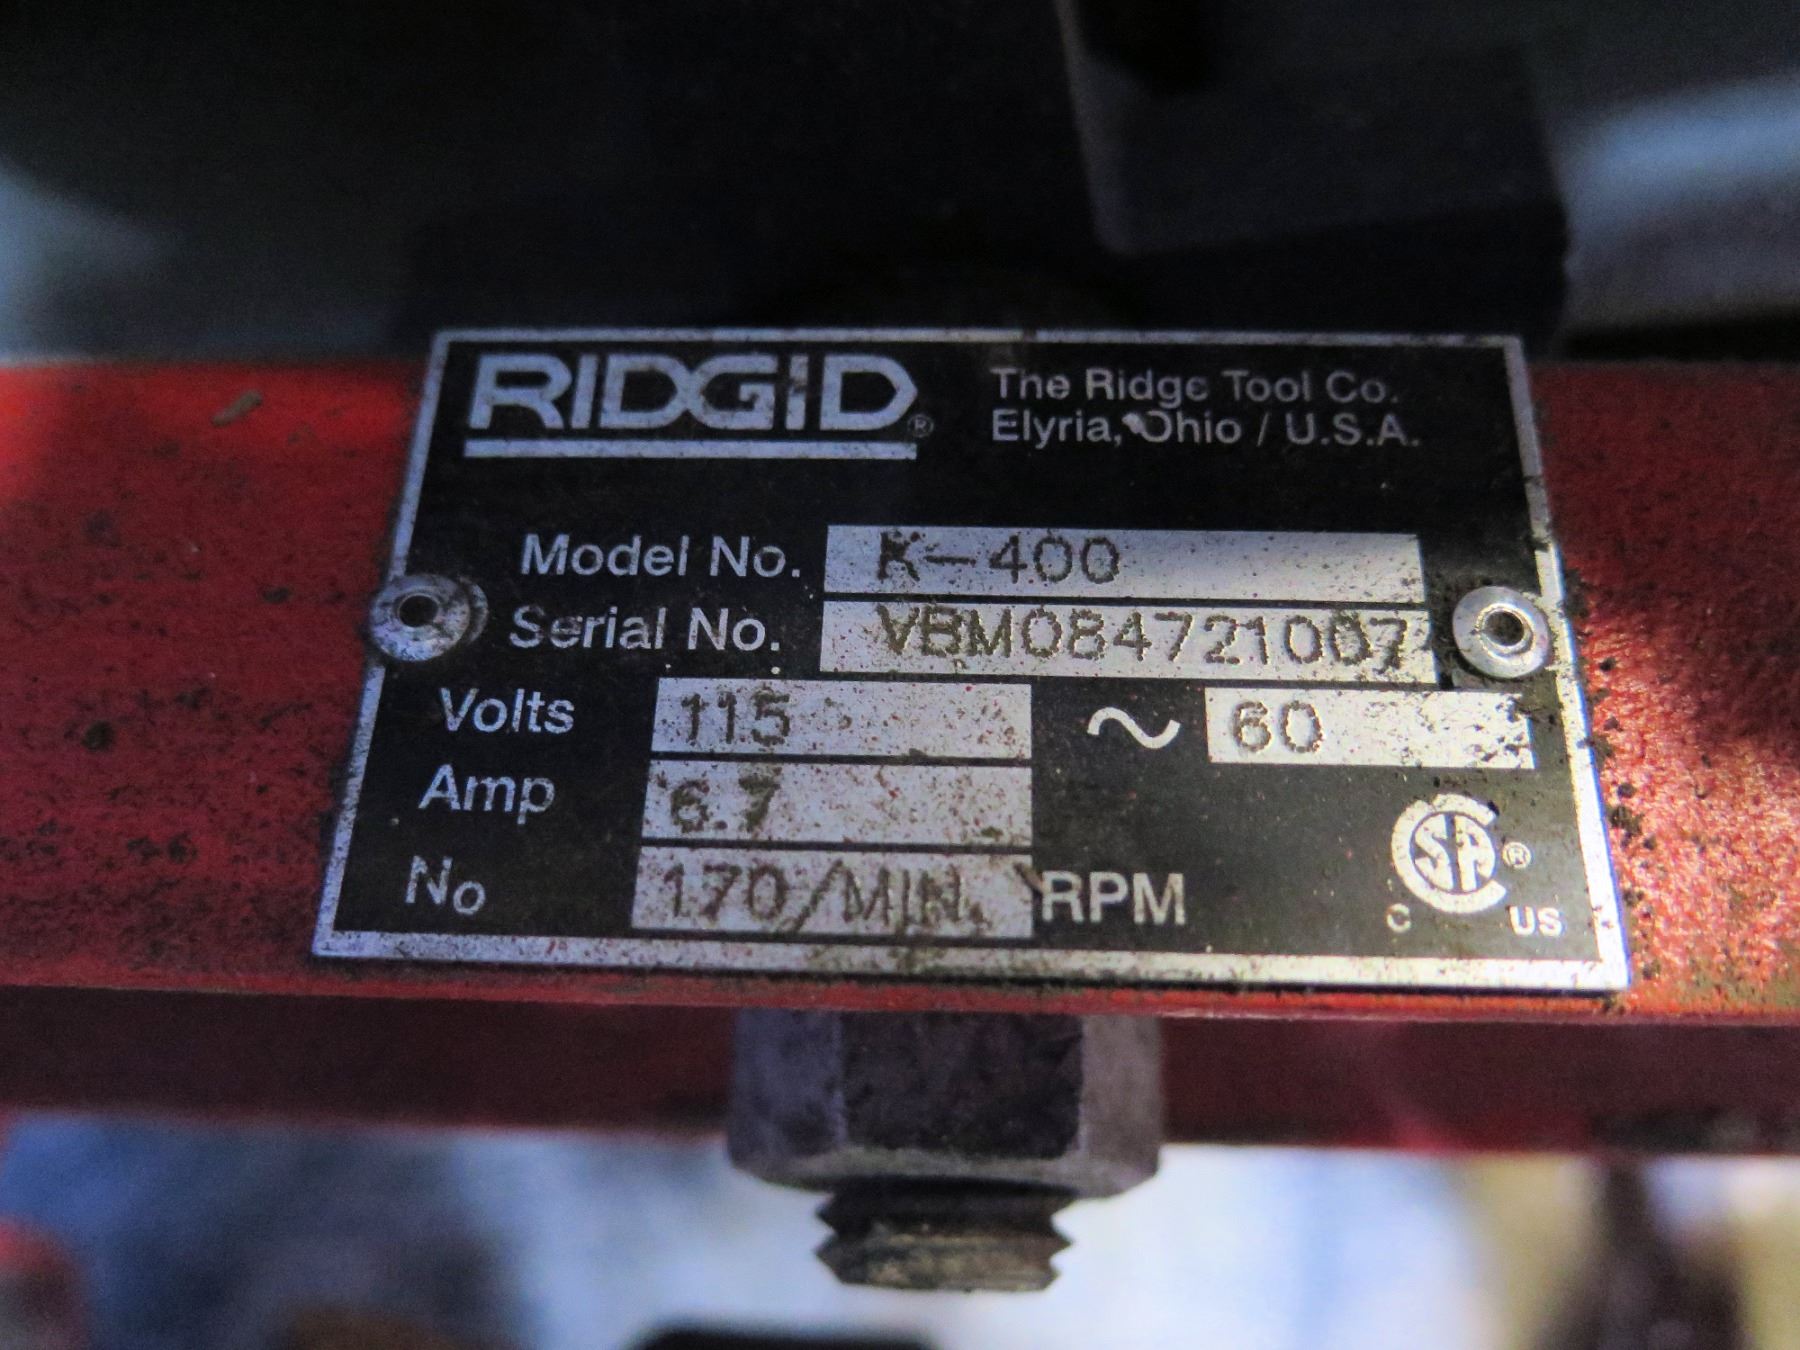 RIDGID®
The Ridge Tool Co.
Elyria, Ohio / U.S.A.
Model No. K-400
Serial No. VBM084721007
Volts 115 ~ 60
Amp 6.7
No 170/MIN. RPM
CSA®
C US